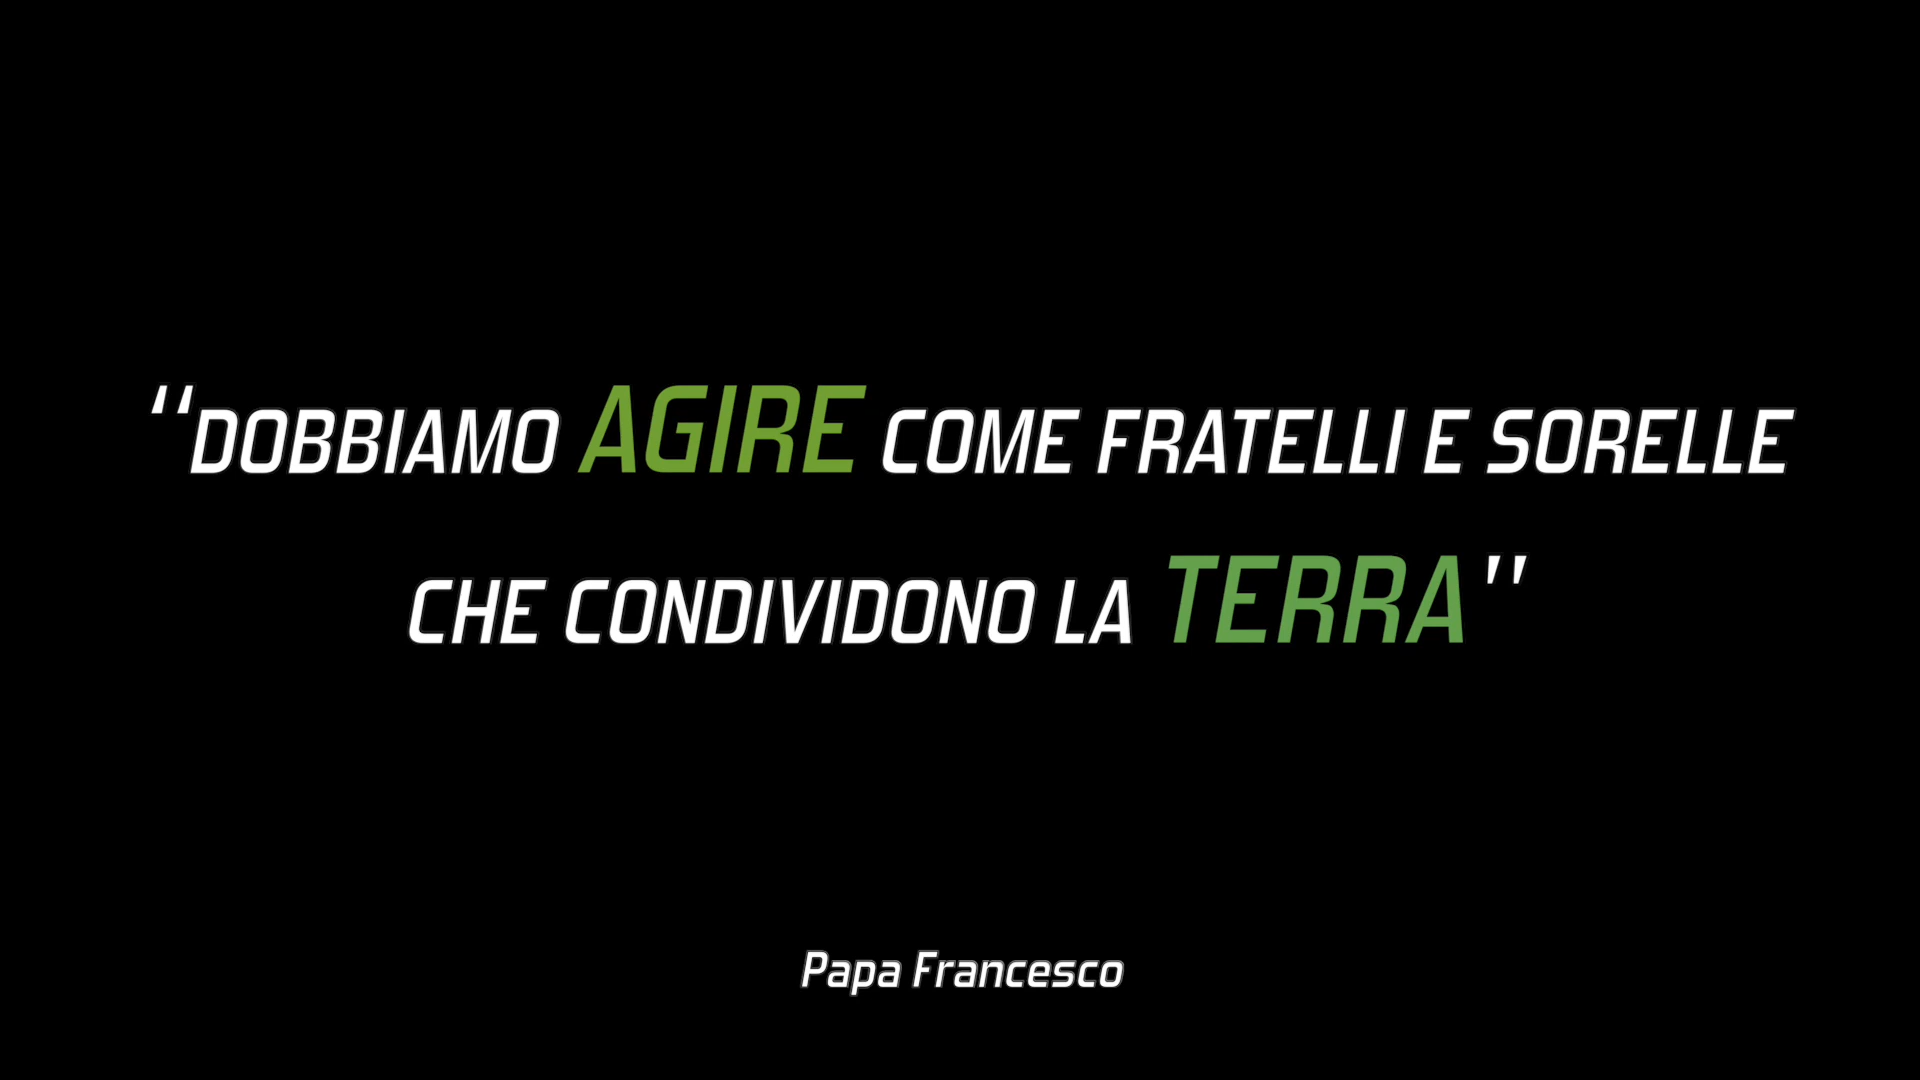 “DOBBIAMO AGIRE COME FRATELLI E SORELLE
CHE CONDIVIDONO LA TERRA”
Papa Francesco